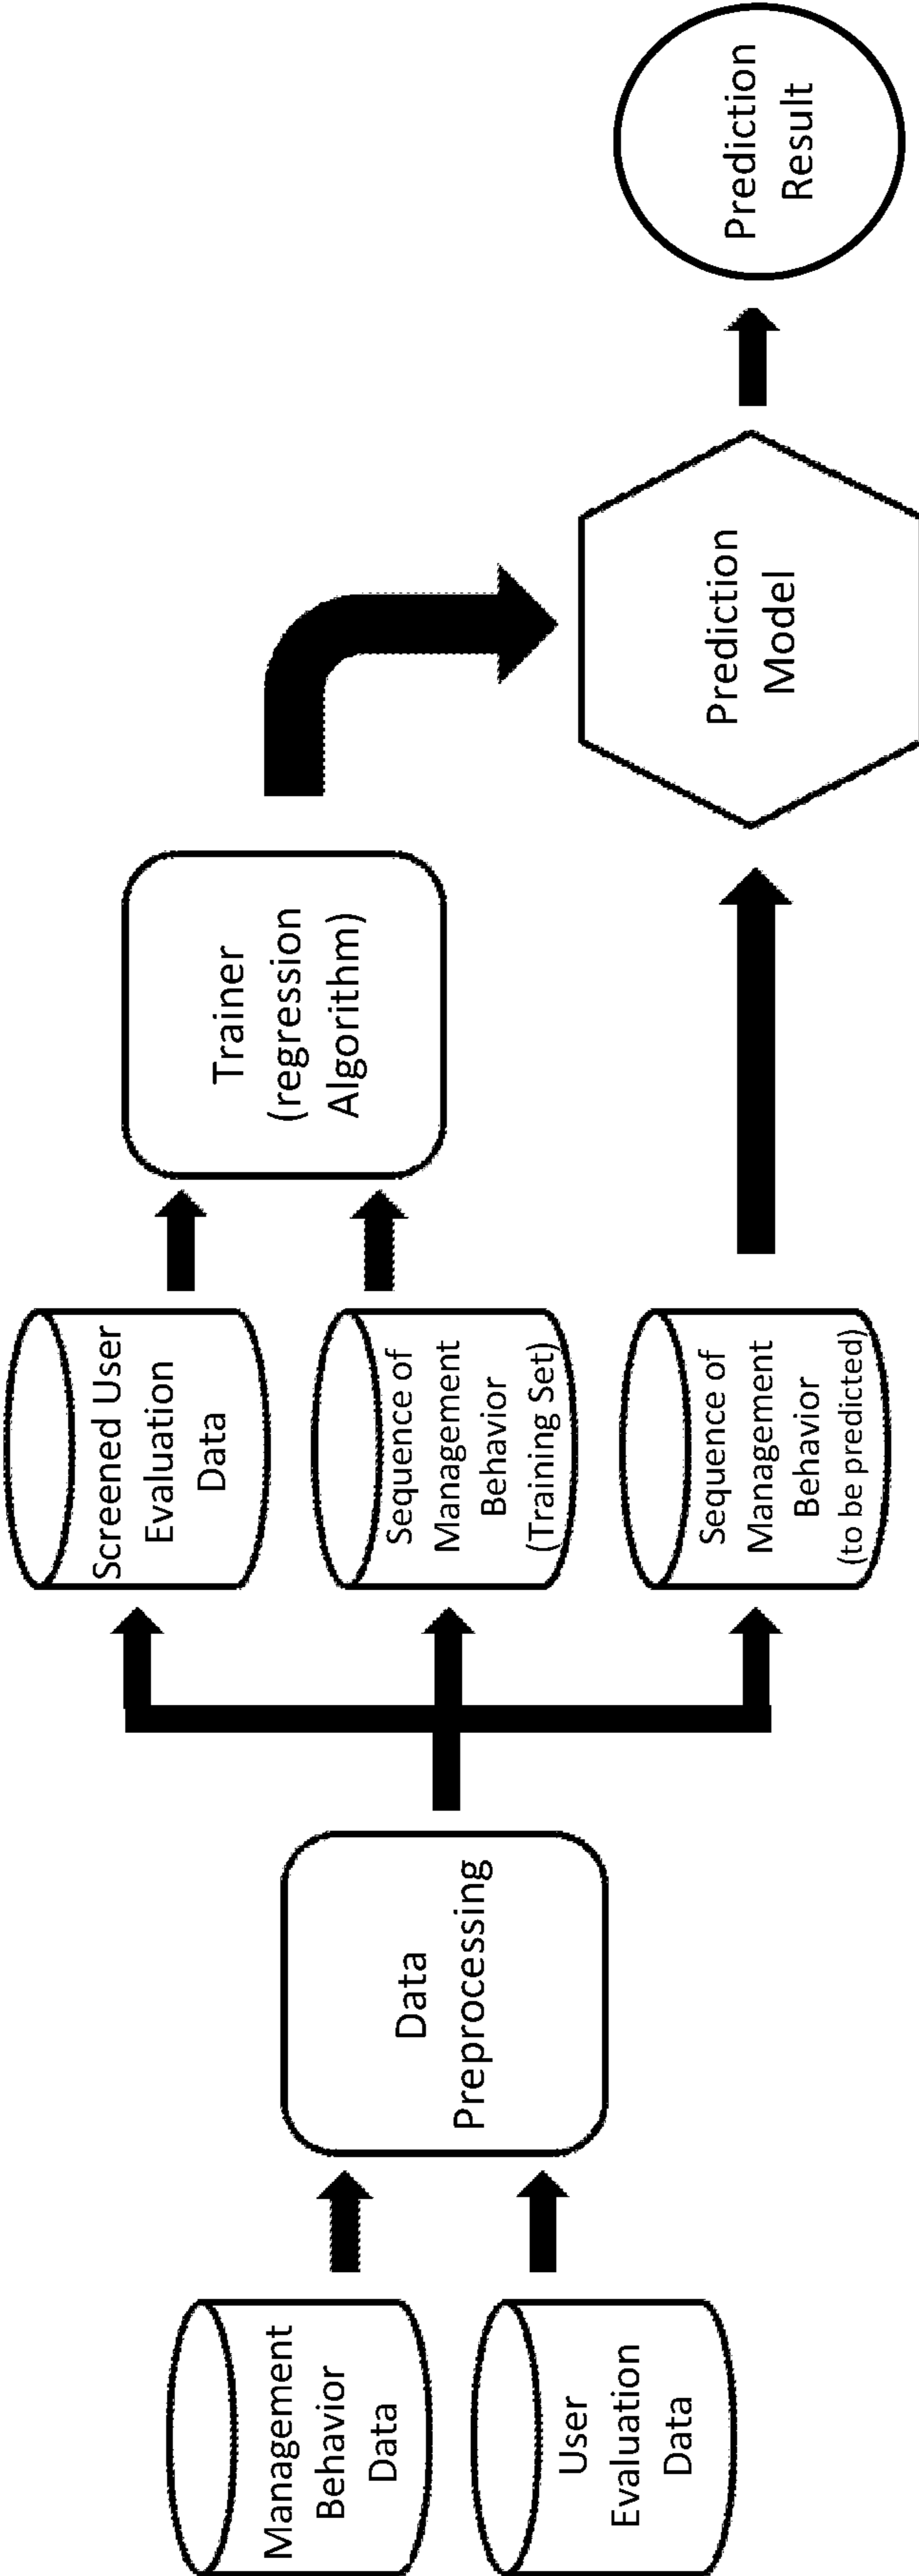 Management
Behavior
Data
User
Evaluation
Data
Data
Preprocessing
Screened User
Evaluation
Data
Sequence of
Management
Behavior
(Training Set)
Sequence of
Management
Behavior
(to be predicted)
Trainer
(regression
Algorithm)
Prediction
Model
Prediction
Result